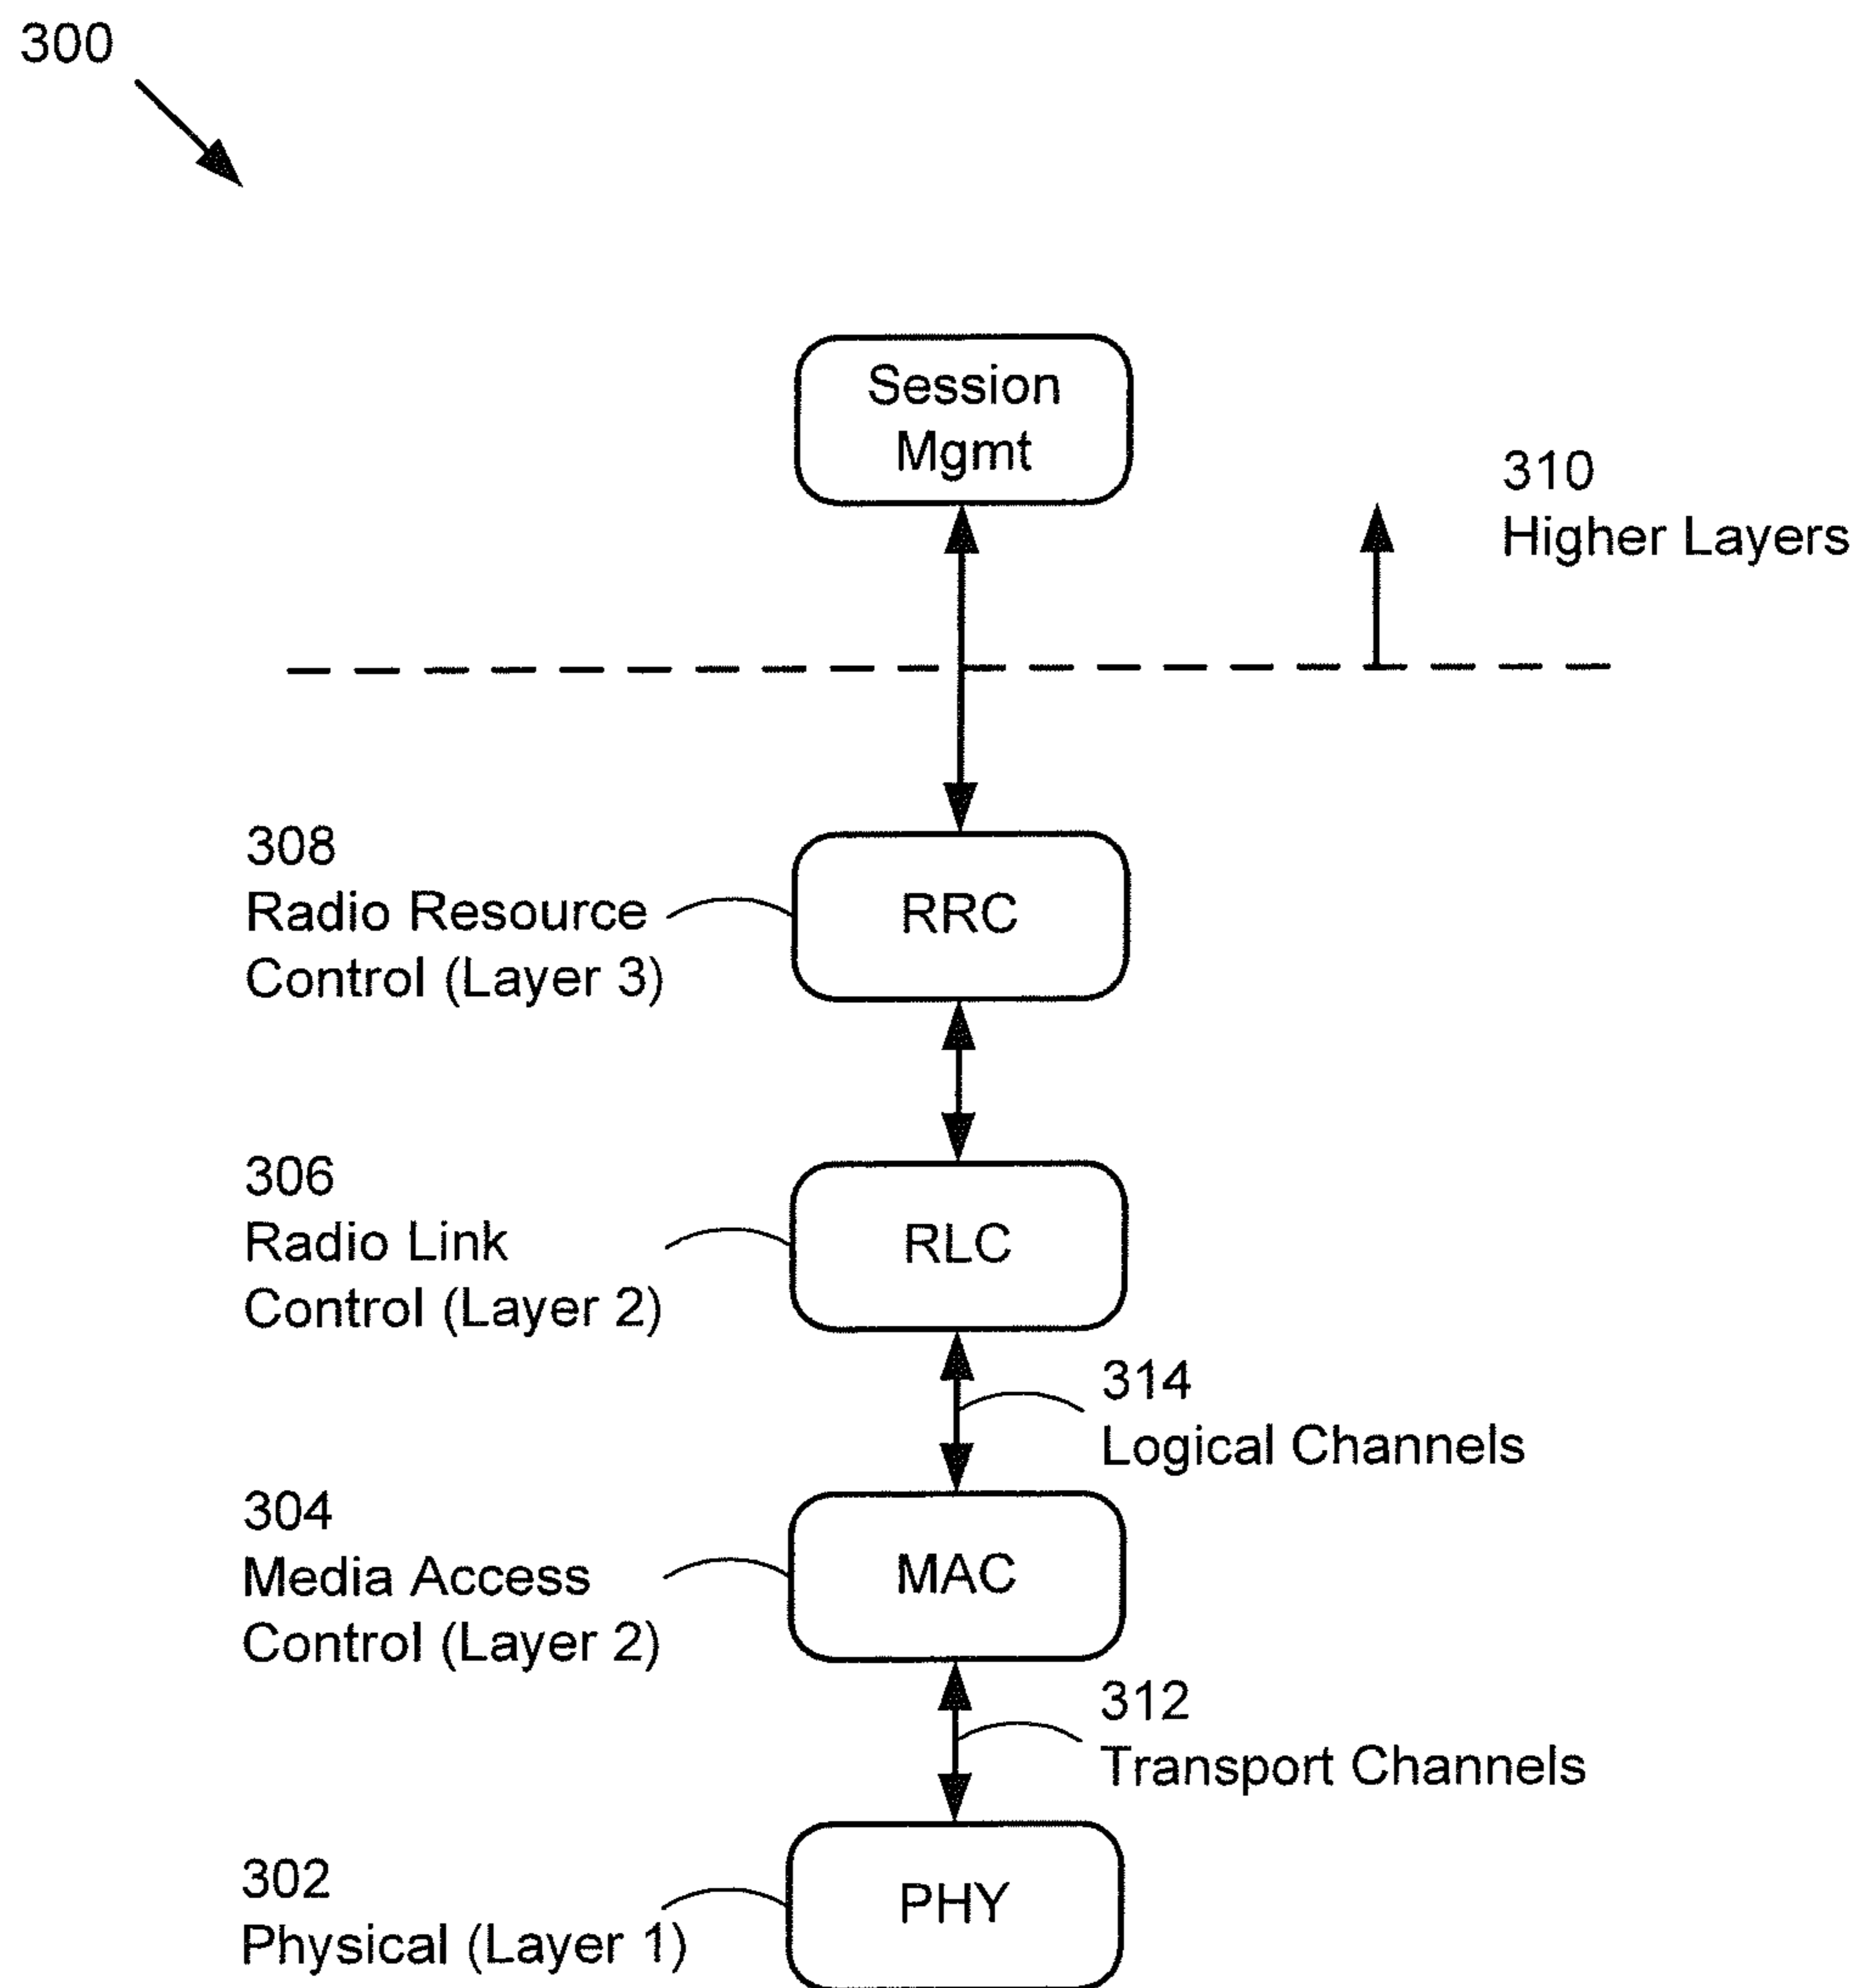 300
Session
Mgmt
310
Higher Layers
308
Radio Resource
Control (Layer 3)
RRC
306
Radio Link
Control (Layer 2)
RLC
314
Logical Channels
304
Media Access
Control (Layer 2)
MAC
312
Transport Channels
302
Physical (Layer 1)
PHY